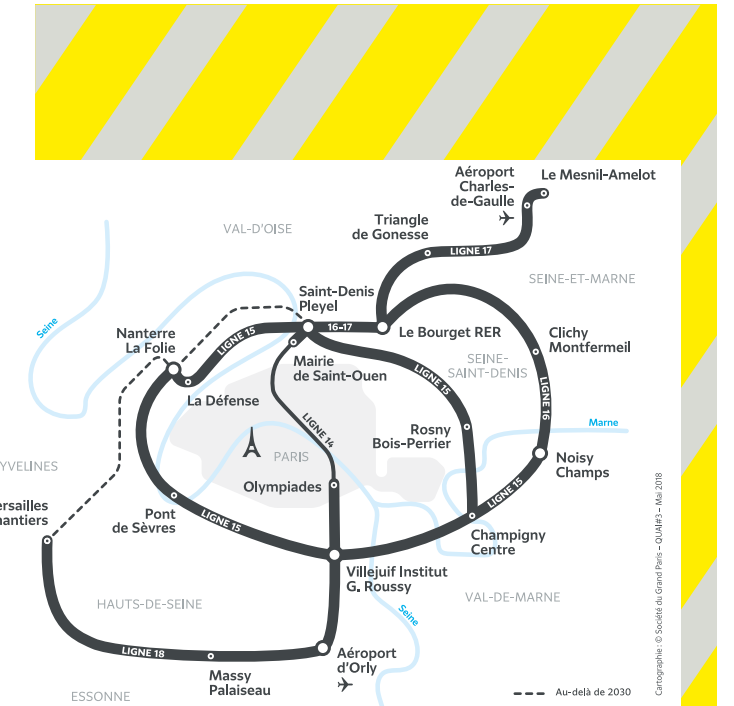 Aéroport
Charles-
de-Gaulle
Le Mesnil-Amelot
Triangle
de Gonesse
VAL-D'OISE
LIGNE 17
SEINE-ET-MARNE
Saint-Denis
Pleyel
Seine
Nanterre
La Folie
LIGNE 15
16-17
Le Bourget RER
Clichy
Montfermeil
Mairie
de Saint-Ouen
SEINE-
SAINT-DENIS
LIGNE 15
LIGNE 16
La Défense
LIGNE 14
Rosny
Bois-Perrier
Marne
PARIS
YVELINES
Noisy
Champs
Olympiades
LIGNE 15
ersailles
hantiers
Pont
de Sèvres
LIGNE 15
Champigny
Centre
Villejuif Institut
G. Roussy
HAUTS-DE-SEINE
Seine
VAL-DE-MARNE
LIGNE 18
Aéroport
d'Orly
Massy
Palaiseau
ESSONNE
Au-delà de 2030
Cartographie : © Société du Grand Paris – QUAI#3 – Mai 2018